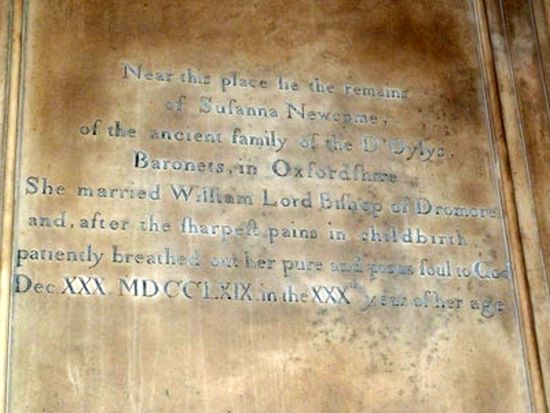 Near this place lie the remains
of Suſanna Newcome,
of the ancient family of the D'Oylys,
Baronets, in Oxfordſhire
She married William Lord Biſhop of Dromore
and, after the ſharpeſt pains in childbirth
patiently breathed out her pure and pious ſoul to God
Dec XXX MDCCLXIX in the XXXth year of her age